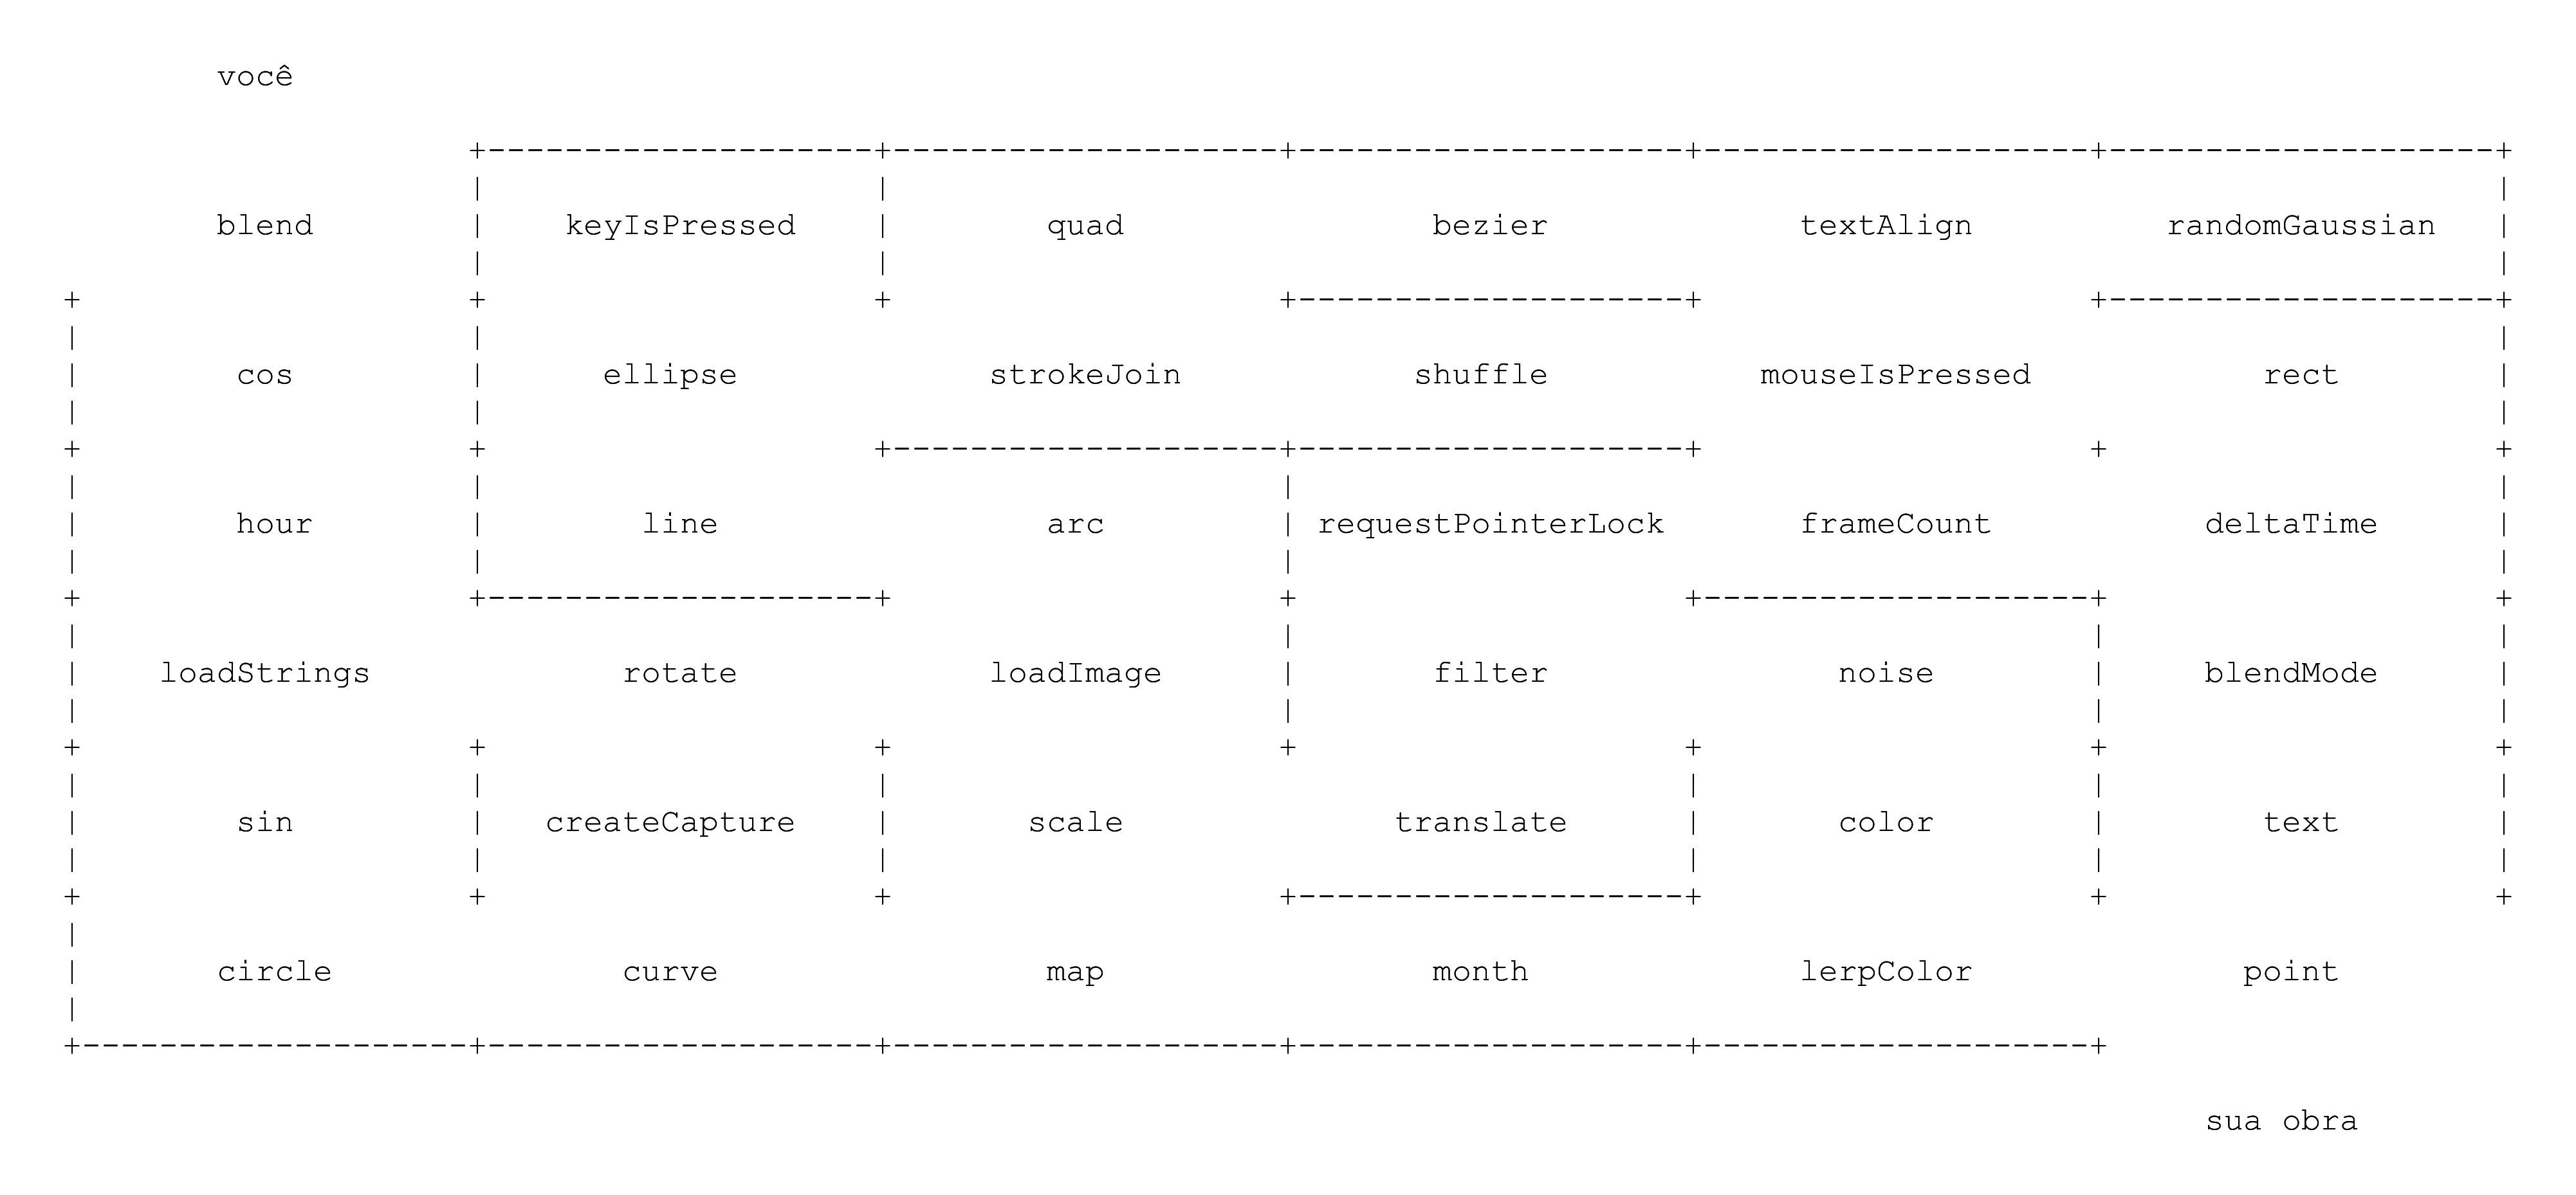 você
blend keyIsPressed quad bezier textAlign randomGaussian
cos ellipse strokeJoin shuffle mouseIsPressed rect
hour line arc requestPointerLock frameCount deltaTime
loadStrings rotate loadImage filter noise blendMode
sin createCapture scale translate color text
circle curve map month lerpColor point
sua obra